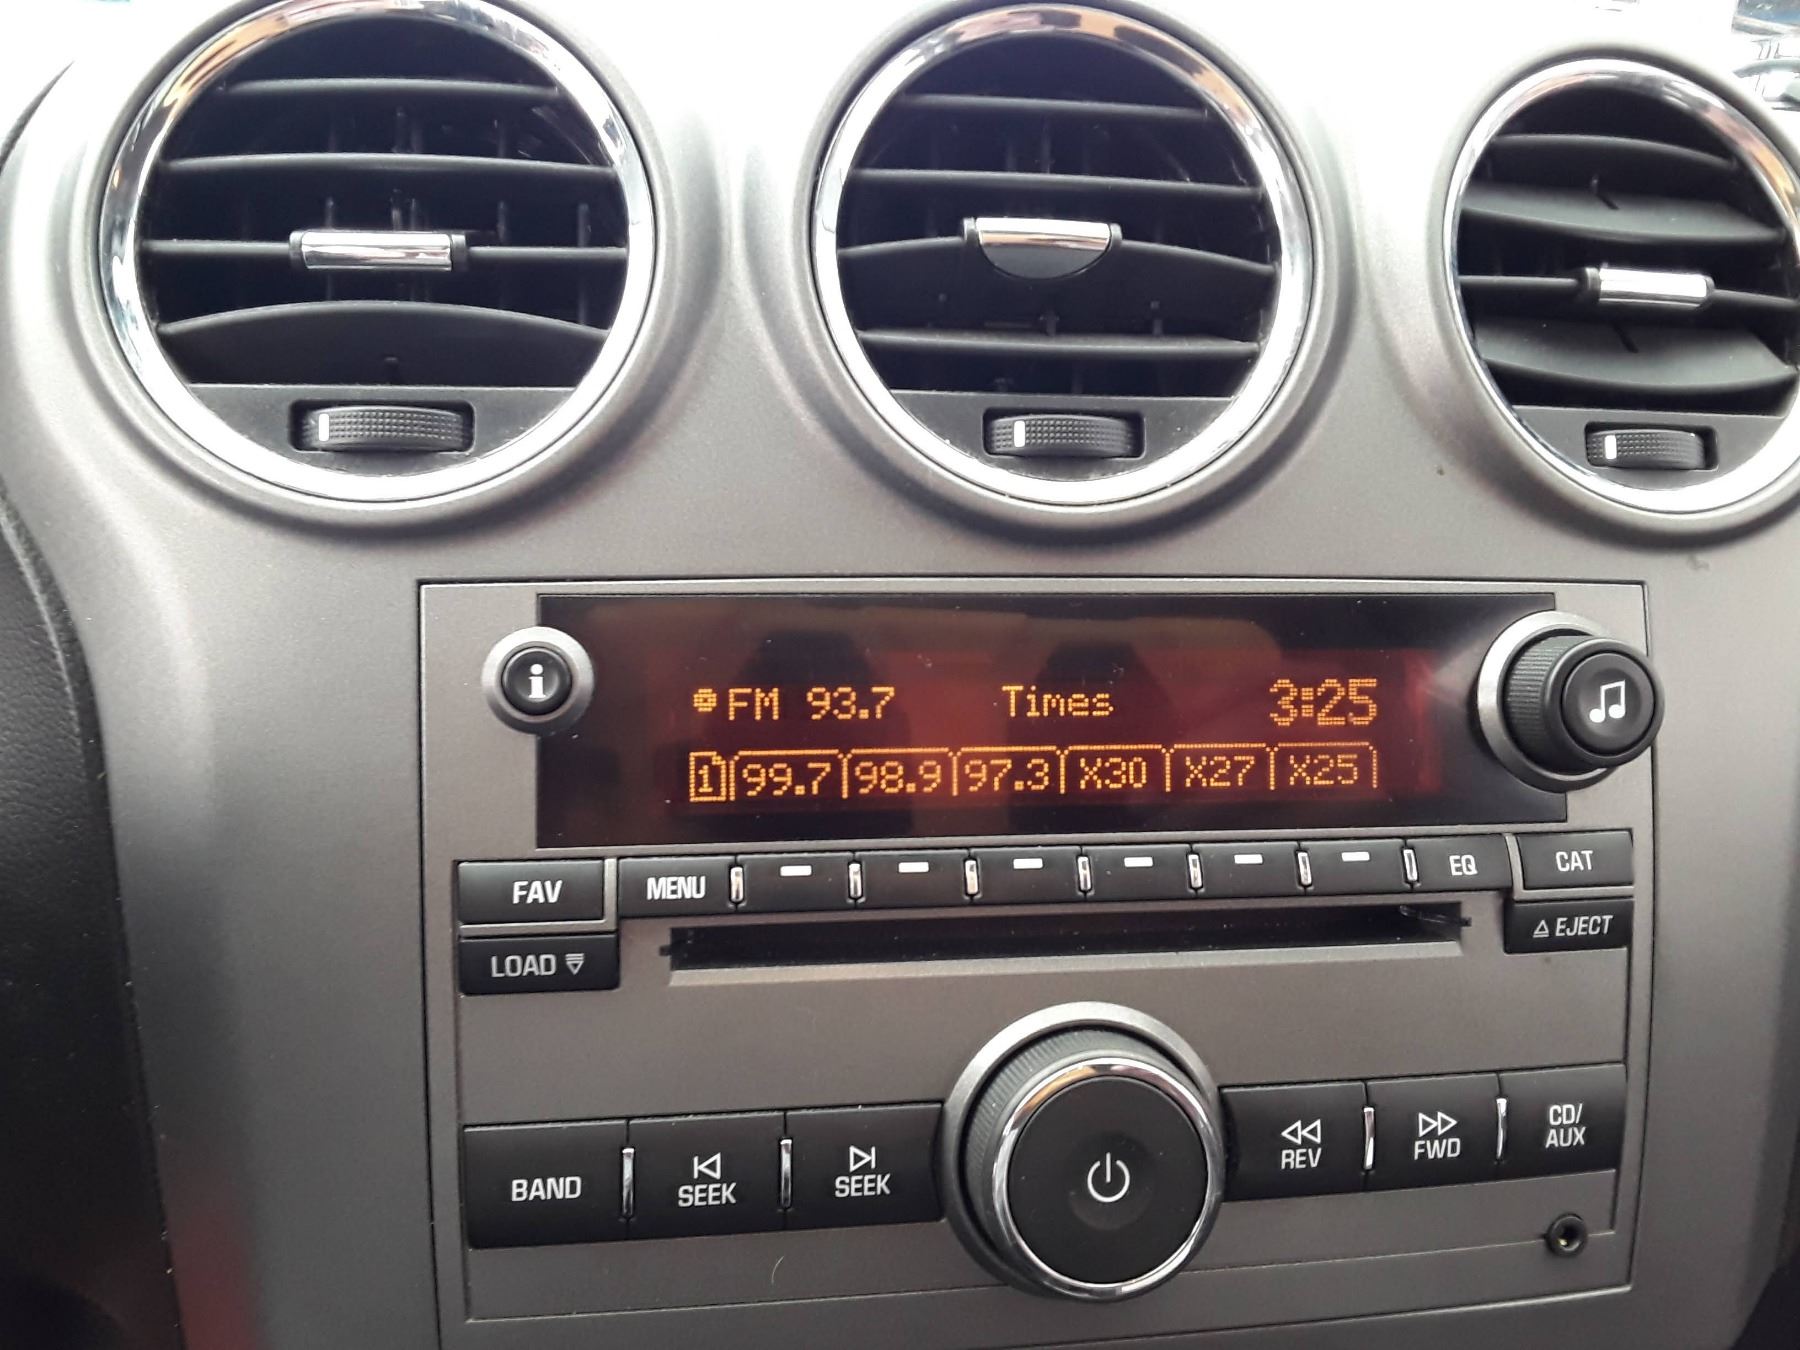 i
FM 93.7 Times 3:25
1 99.7 98.9 97.3 X30 X27 X25
FAV MENU EQ CAT
LOAD EJECT
BAND SEEK SEEK REV FWD CD/
AUX